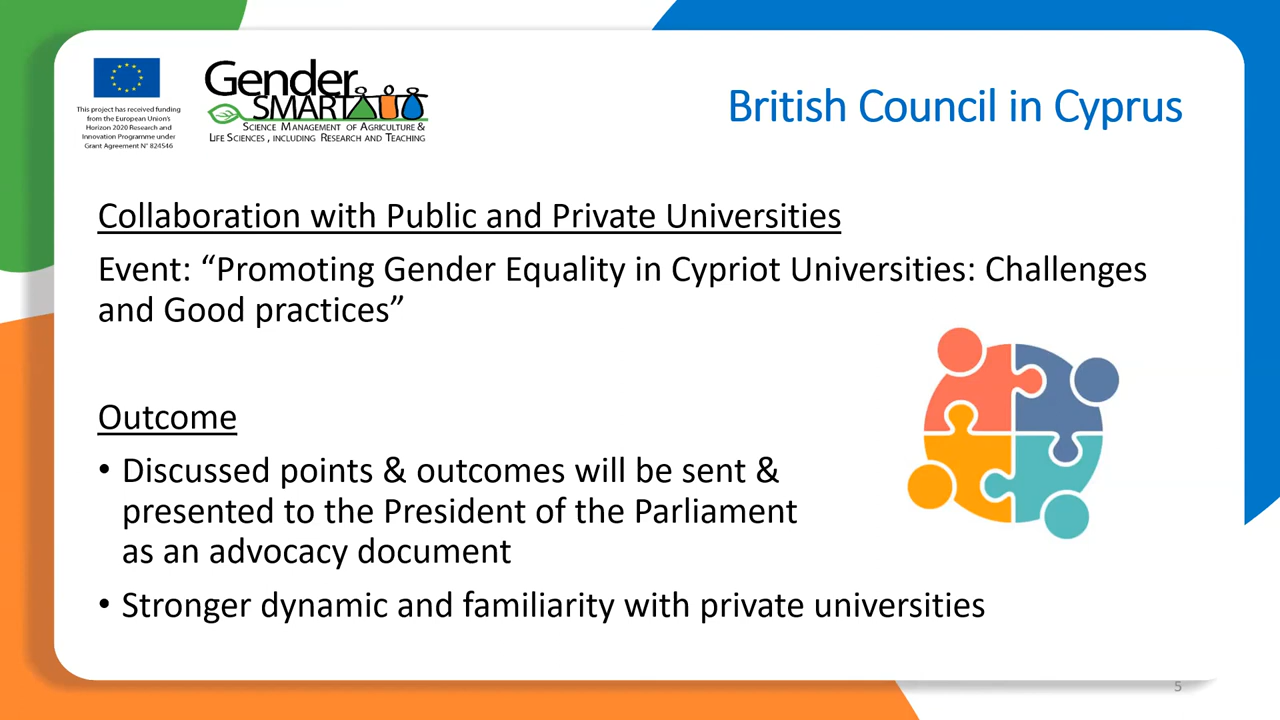 This project has received funding
from the European Union's
Horizon 2020 Research and
Innovation Programme under
Grant Agreement N° 824546
Gender
SMART
SCIENCE MANAGEMENT OF AGRICULTURE &
LIFE SCIENCES, INCLUDING RESEARCH AND TEACHING
British Council in Cyprus
Collaboration with Public and Private Universities
Event: “Promoting Gender Equality in Cypriot Universities: Challenges
and Good practices”
Outcome
• Discussed points & outcomes will be sent &
presented to the President of the Parliament
as an advocacy document
• Stronger dynamic and familiarity with private universities
5